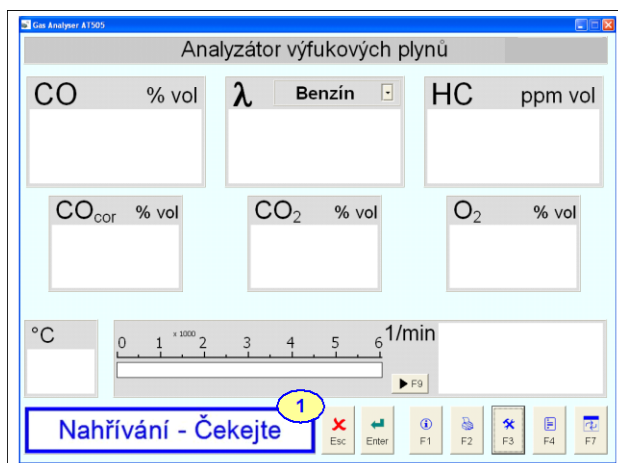 Gas Analyser AT505
Analyzátor výfukových plynů
CO % vol
λ Benzín
HC ppm vol
COcor % vol
CO2 % vol
O2 % vol
°C
0 1 x 1000 2 3 4 5 6 1/min
F9
1
Nahřívání - Čekejte
Esc Enter F1 F2 F3 F4 F7